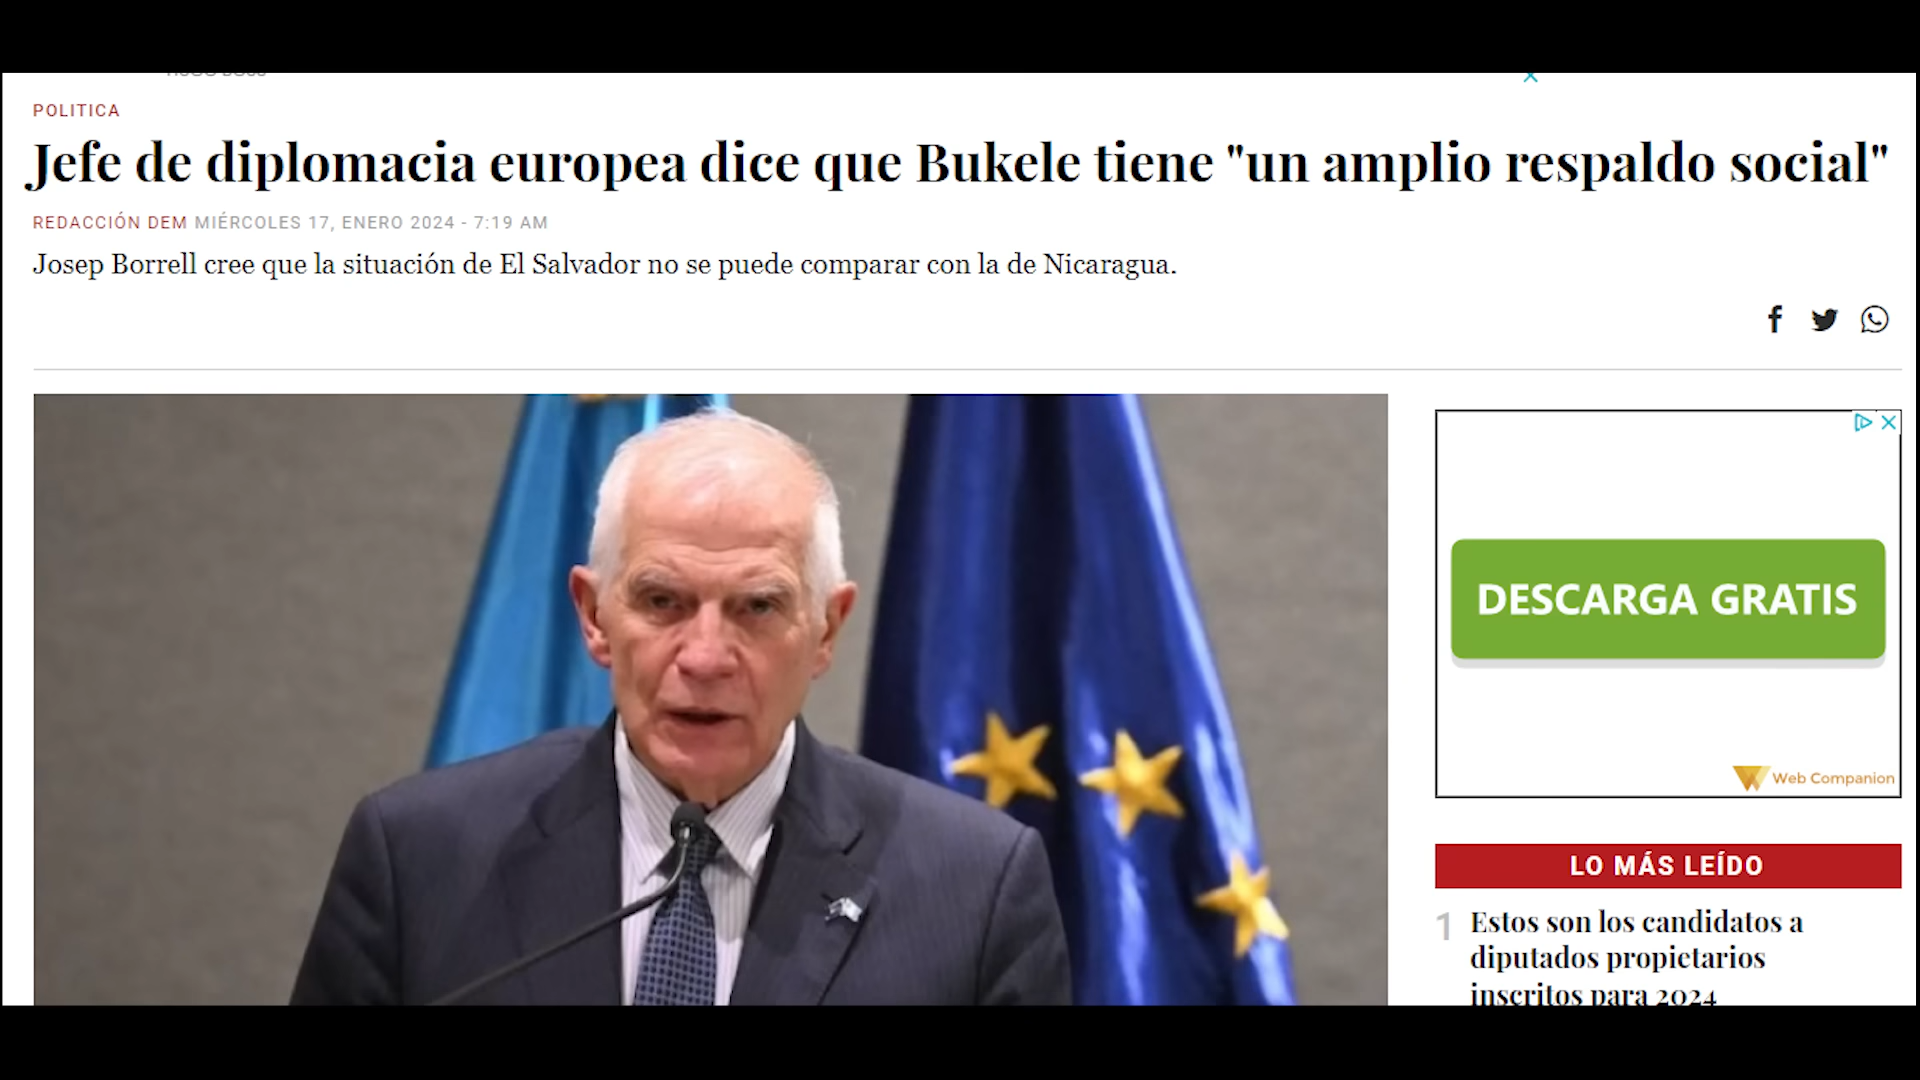 POLITICA
Jefe de diplomacia europea dice que Bukele tiene "un amplio respaldo social"
REDACCIÓN DEM MIÉRCOLES 17, ENERO 2024 - 7:19 AM
Josep Borrell cree que la situación de El Salvador no se puede comparar con la de Nicaragua.
DESCARGA GRATIS
Web Companion
LO MÁS LEÍDO
1 Estos son los candidatos a
diputados propietarios
inscritos para 2024